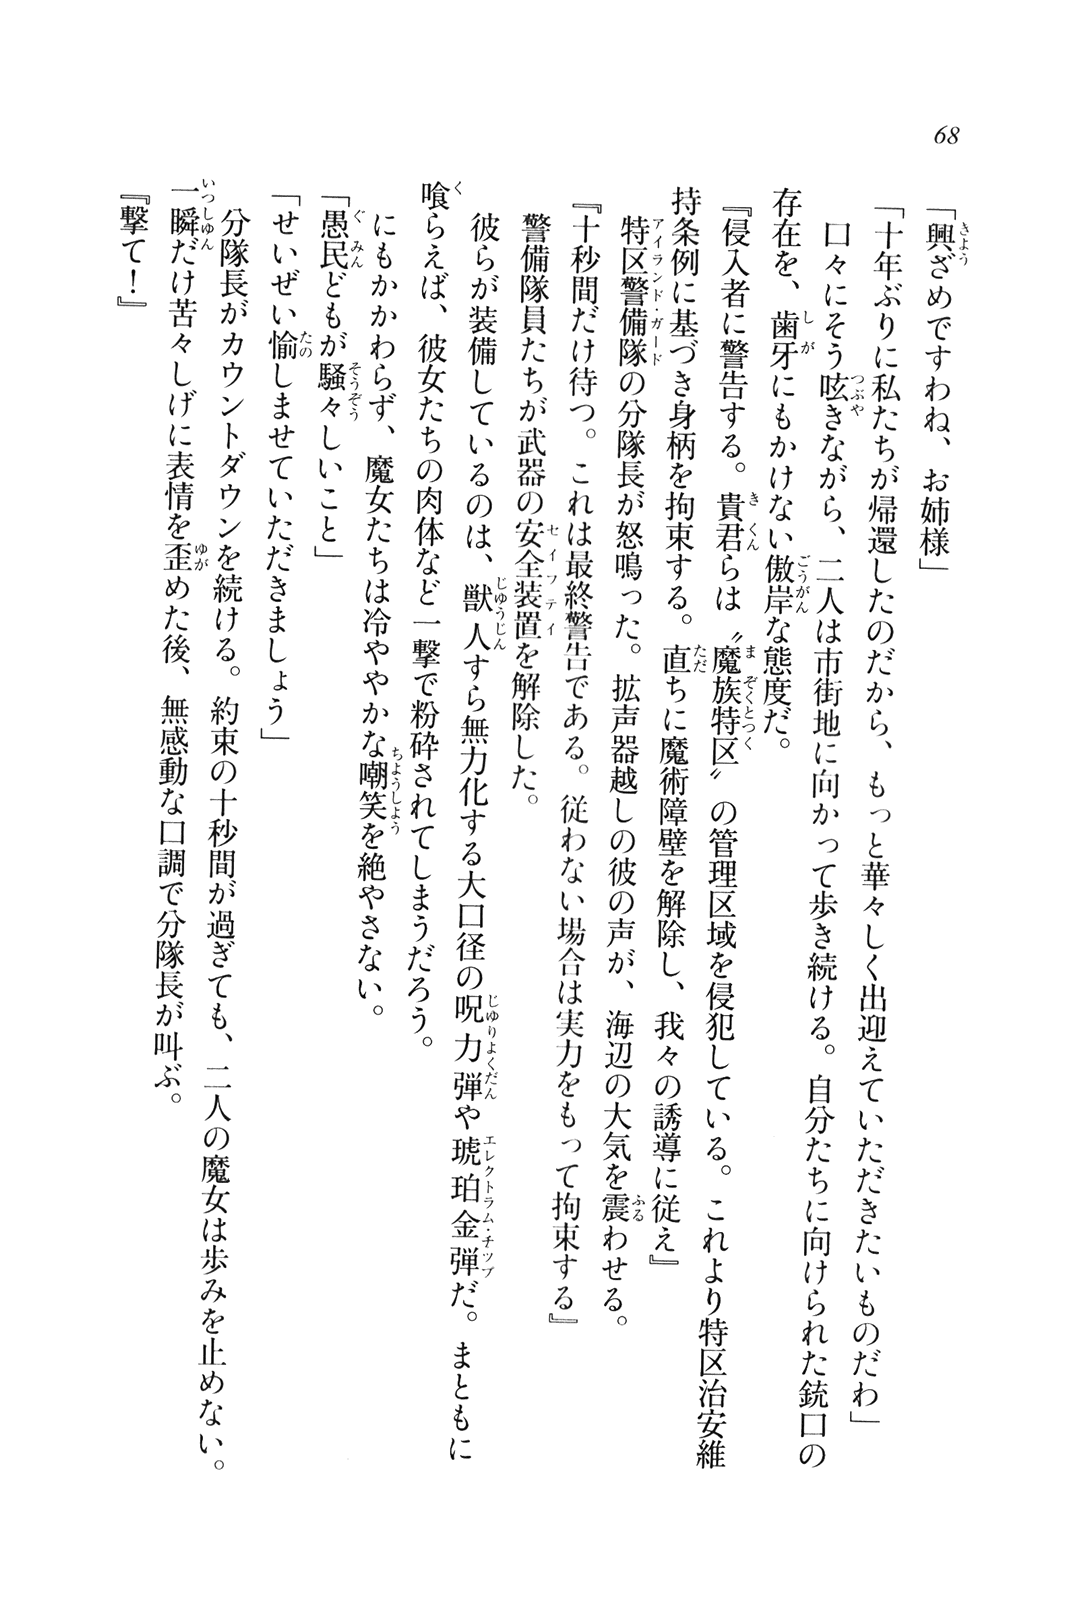 68
「興ざめですわね、お姉様」
「十年ぶりに私たちが帰還したのだから、もっと華々しく出迎えていただきたいものだわ」
口々にそう呟きながら、二人は市街地に向かって歩き続ける。自分たちに向けられた銃口の
存在を、歯牙にもかけない傲岸な態度だ。
『侵入者に警告する。貴君らは〝魔族特区〟の管理区域を侵犯している。これより特区治安維
持条例に基づき身柄を拘束する。直ちに魔術障壁を解除し、我々の誘導に従え』
特区警備隊の分隊長が怒鳴った。拡声器越しの彼の声が、海辺の大気を震わせる。
『十秒間だけ待つ。これは最終警告である。従わない場合は実力をもって拘束する』
警備隊員たちが武器の安全装置を解除した。
彼らが装備しているのは、獣人すら無力化する大口径の呪力弾や琥珀金弾だ。まともに
喰らえば、彼女たちの肉体など一撃で粉砕されてしまうだろう。
にもかかわらず、魔女たちは冷ややかな嘲笑を絶やさない。
「愚民どもが騒々しいこと」
「せいぜい愉しませていただきましょう」
分隊長がカウントダウンを続ける。約束の十秒間が過ぎても、二人の魔女は歩みを止めない。
一瞬だけ苦々しげに表情を歪めた後、無感動な口調で分隊長が叫ぶ。
『撃て！』